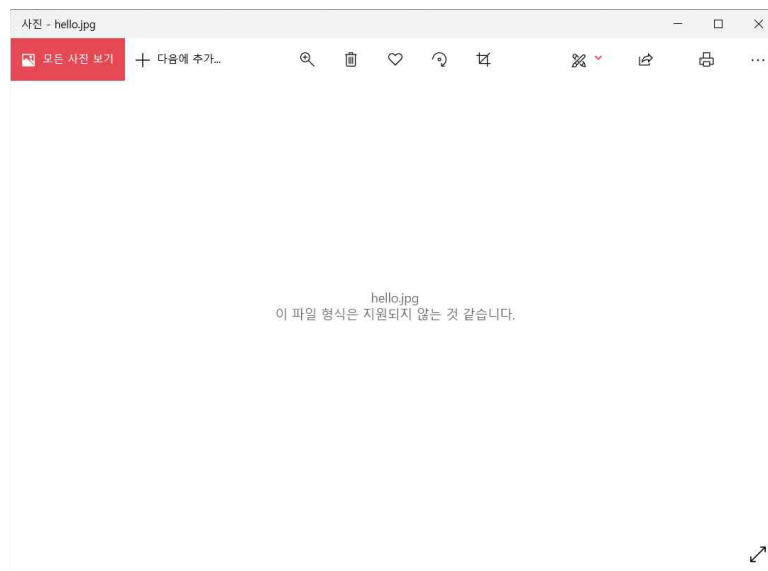 사진 - hello.jpg
모든 사진 보기
다음에 추가...
hello.jpg
이 파일 형식은 지원되지 않는 것 같습니다.